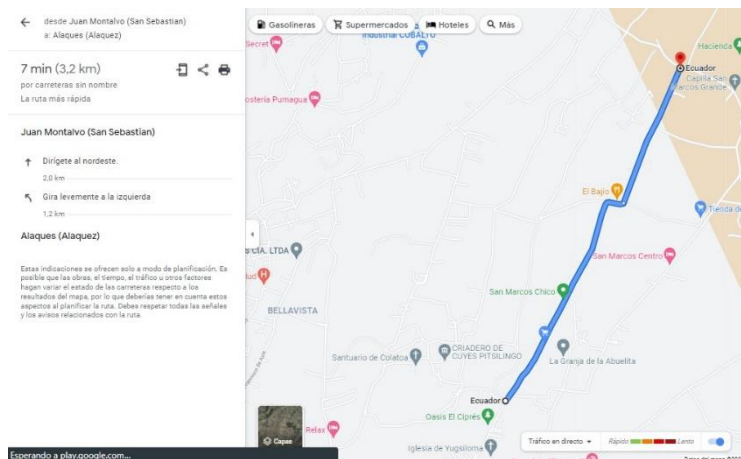 desde Juan Montalvo (San Sebastian)
a: Alaques (Alaquez)
7 min (3,2 km)
por carreteras sin nombre
La ruta más rápida
Juan Montalvo (San Sebastian)
Dirígete al nordeste.
2,0 km
Gira levemente a la izquierda
1,2 km
Alaques (Alaquez)
Estas indicaciones se ofrecen solo a modo de planificación. Es
posible que las obras, el tiempo, el tráfico u otros factores
hagan variar el estado de las carreteras respecto a los
resultados del mapa, por lo que deberías tener en cuenta estos
aspectos al planificar la ruta. Debes respetar todas las señales
y los avisos relacionados con la ruta.
Esperando a play.google.com...
Gasolineras
Supermercados
Hoteles
Más
Secret
Industrial COBALTO
Hacienda
Ecuador
Capilla San
Marcos Grande
ostería Pumagua
El Bajío
Tienda
S CIA. LTDA
San Marcos Centro
ud
San Marcos Chico
BELLAVISTA
CRIADERO DE
CUYES PITSILINGO
Santuario de Colatoa
La Granja de la Abuelita
Ecuador
Oasis El Ciprés
Capas
Relax
Iglesia de Yugsiloma
Tráfico en directo
Rápido
Lento